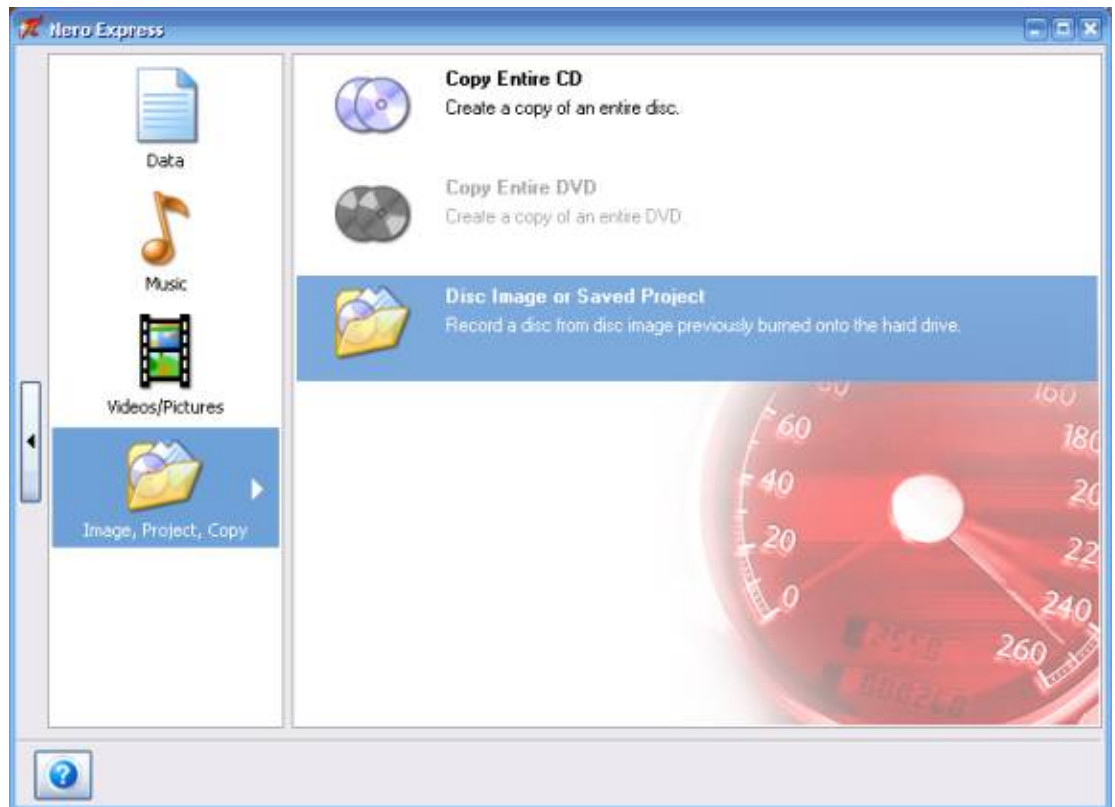 Nero Express
Data
Music
Videos/Pictures
Image, Project, Copy
Copy Entire CD
Create a copy of an entire disc.
Copy Entire DVD
Create a copy of an entire DVD.
Disc Image or Saved Project
Record a disc from disc image previously burned onto the hard drive.
160
60
180
40
20
20
22
0
240
260